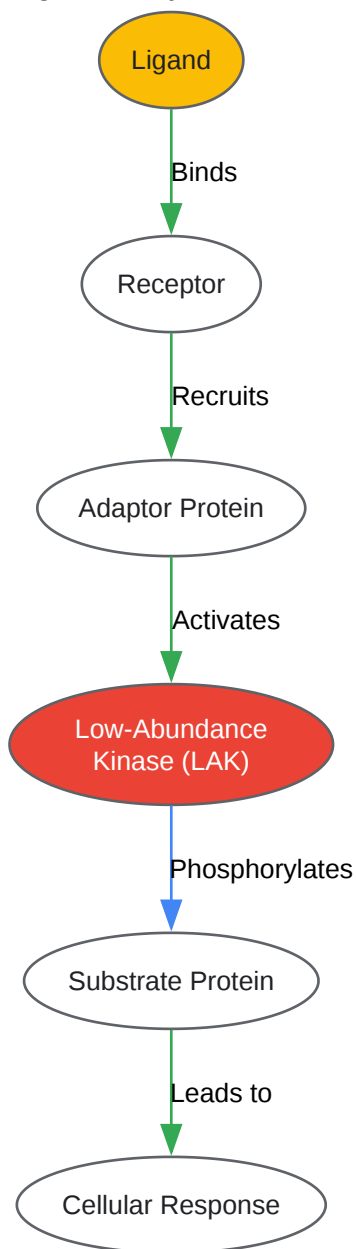 Ligand
Binds
Receptor
Recruits
Adaptor Protein
Activates
Low-Abundance
Kinase (LAK)
Phosphorylates
Substrate Protein
Leads to
Cellular Response